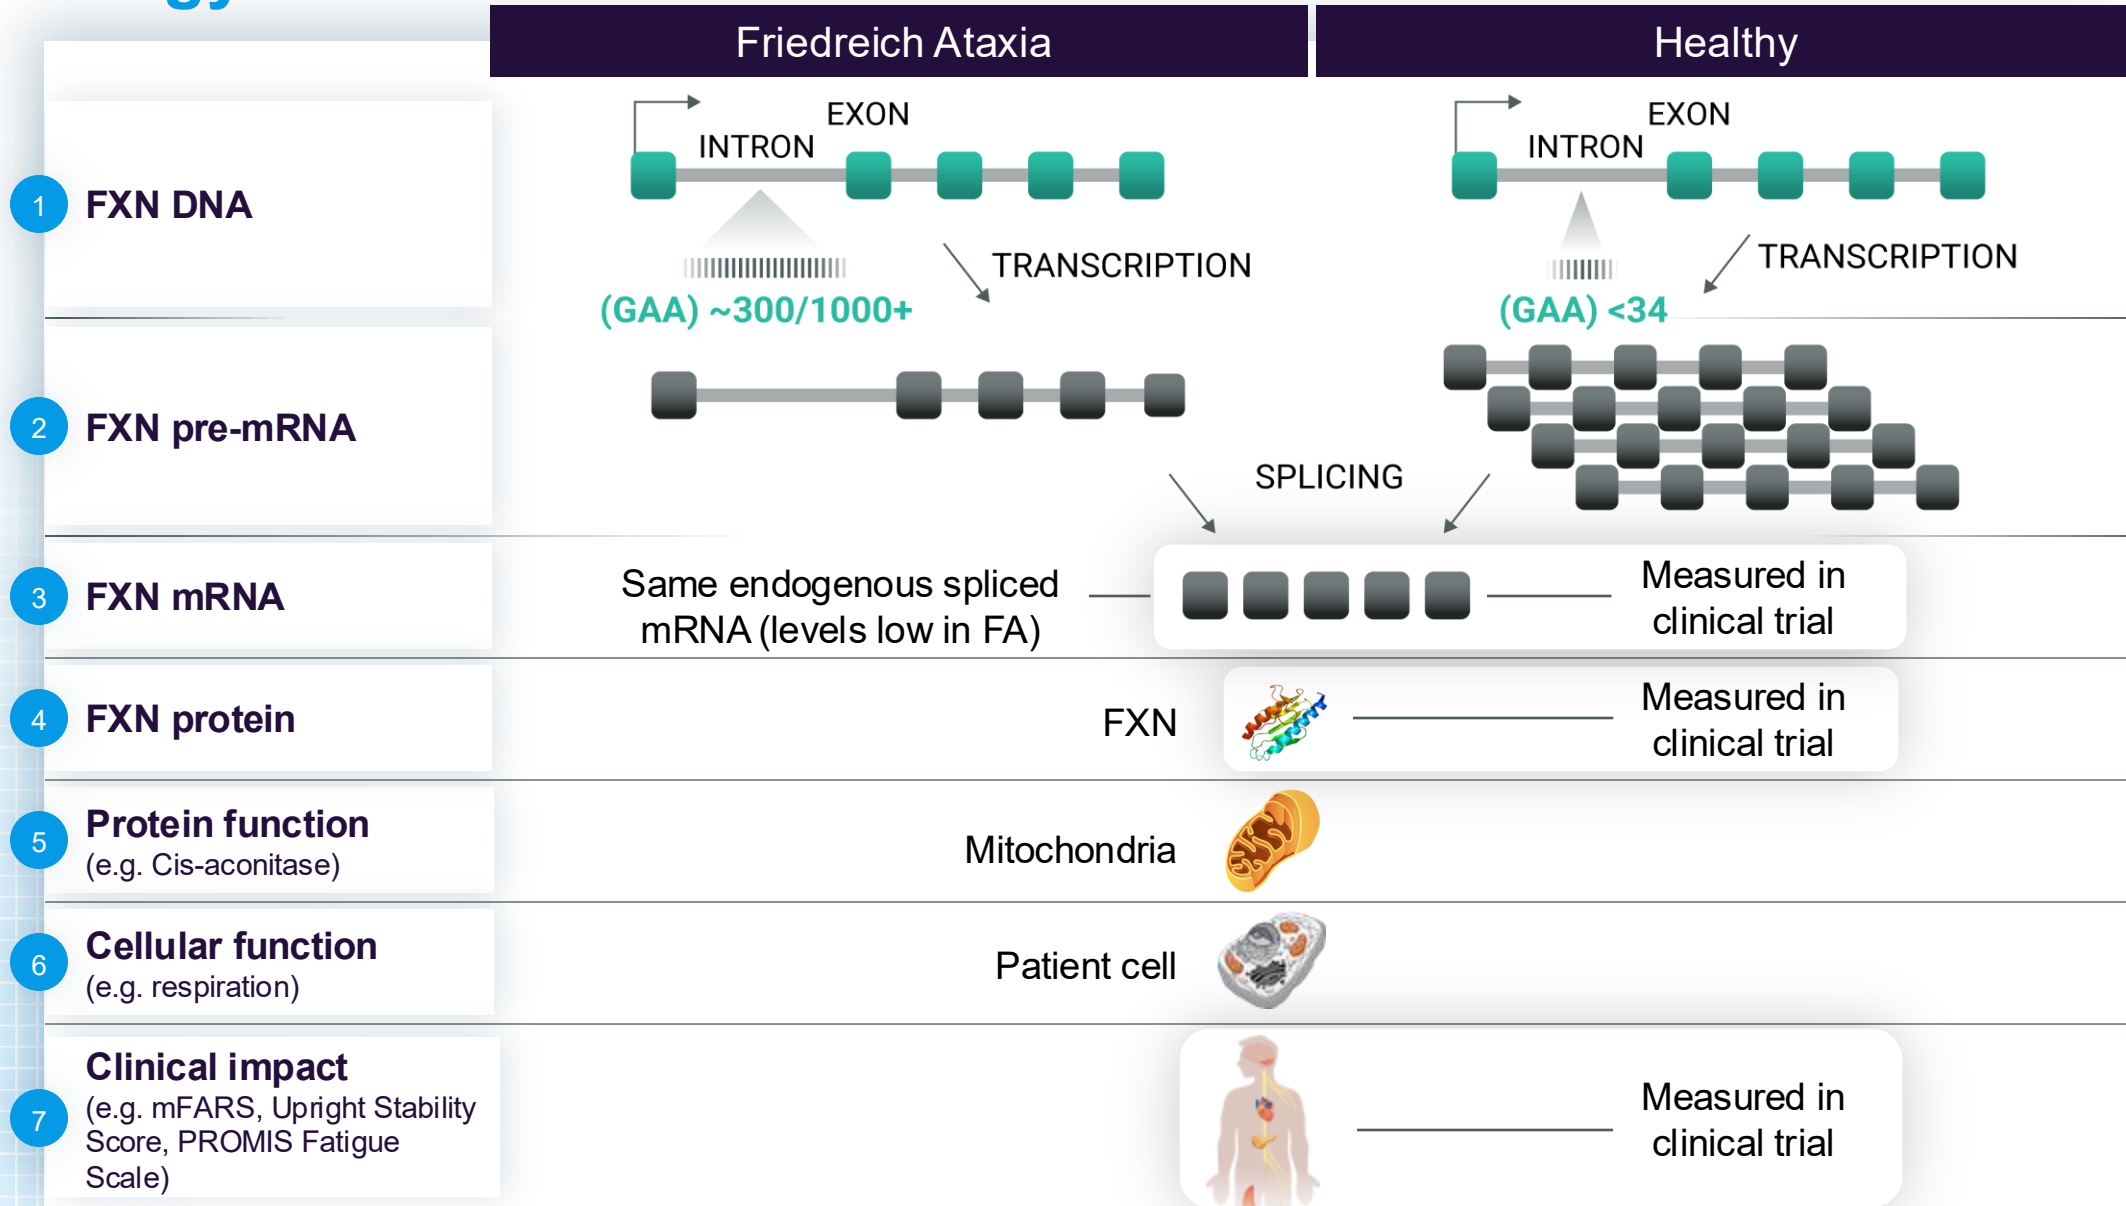 Friedreich Ataxia
Healthy
1
FXN DNA
EXON
INTRON
TRANSCRIPTION
(GAA) ~300/1000+
EXON
INTRON
TRANSCRIPTION
(GAA) <34
2
FXN pre-mRNA
SPLICING
3
FXN mRNA
Same endogenous spliced
mRNA (levels low in FA)
Measured in
clinical trial
4
FXN protein
FXN
Measured in
clinical trial
5
Protein function
(e.g. Cis-aconitase)
Mitochondria
6
Cellular function
(e.g. respiration)
Patient cell
7
Clinical impact
(e.g. mFARS, Upright Stability
Score, PROMIS Fatigue
Scale)
Measured in
clinical trial